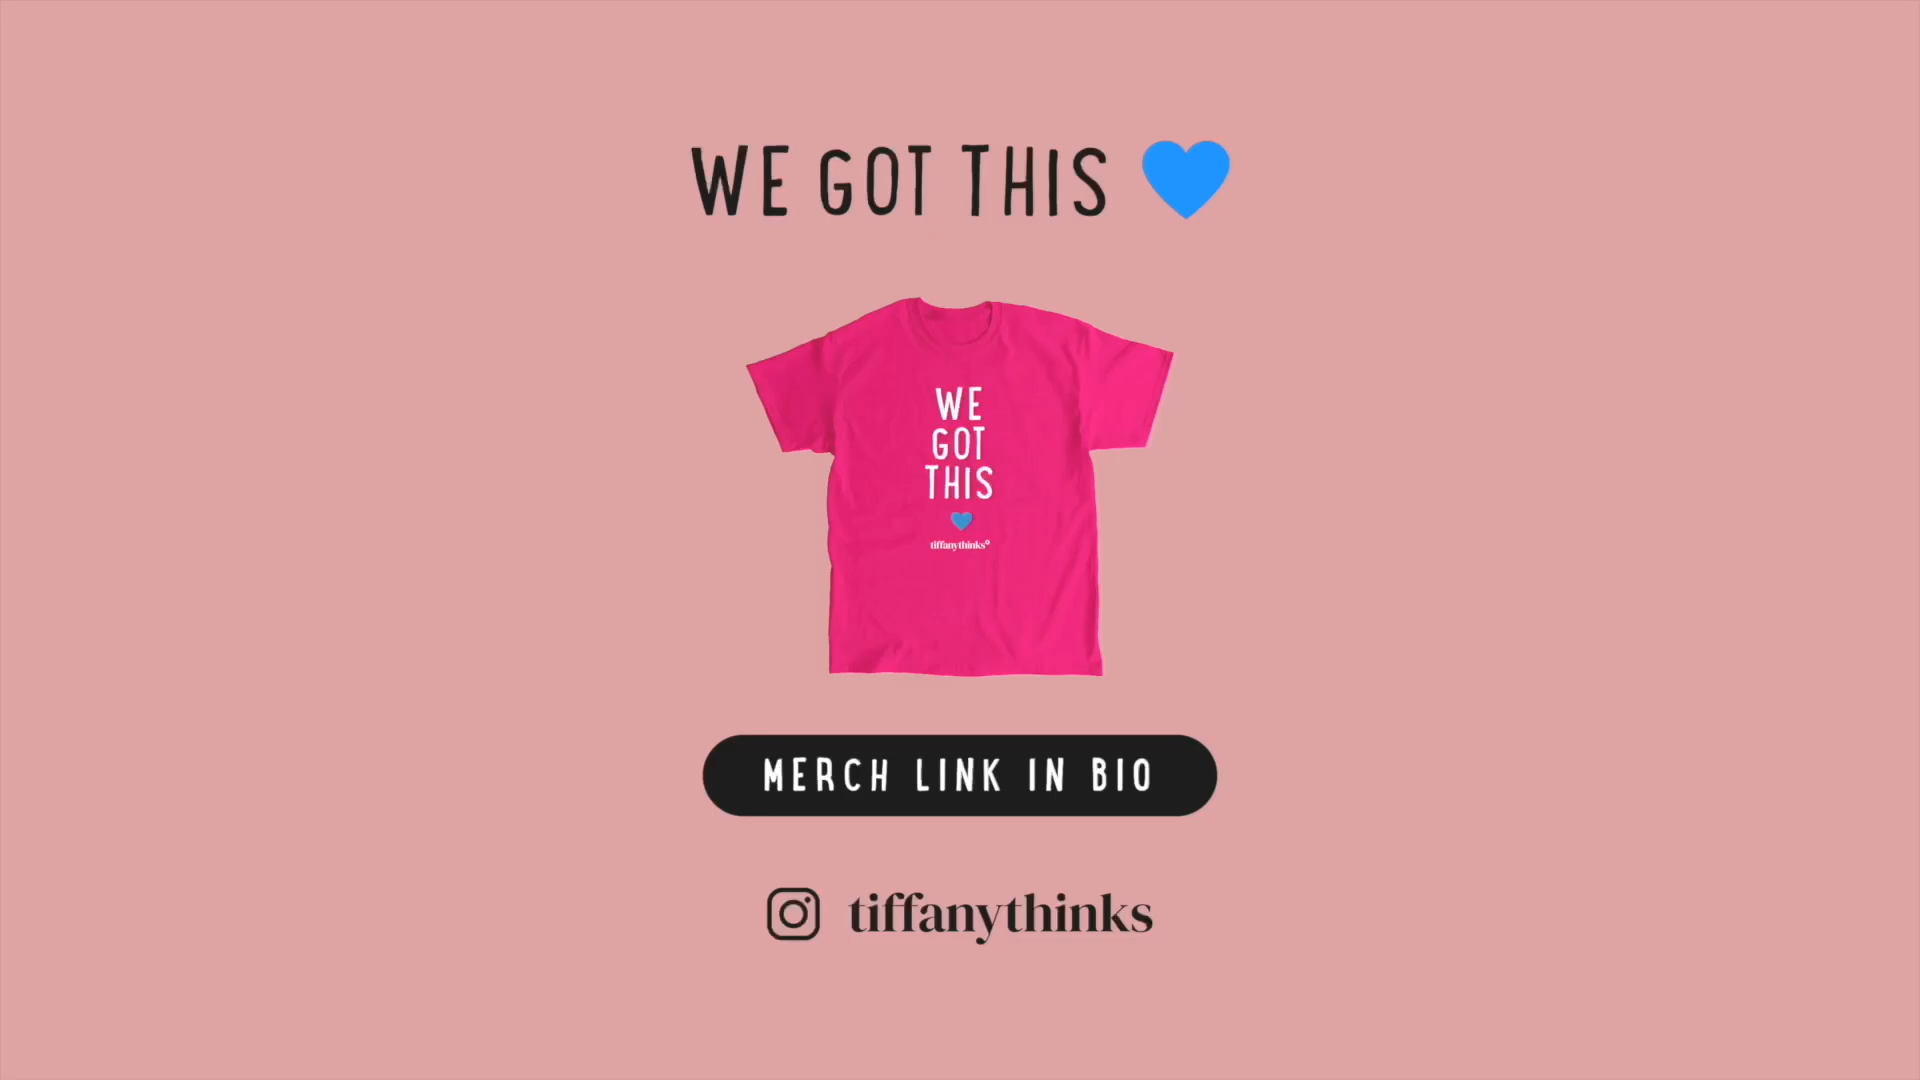 WE GOT THIS 💙
WE
GOT
THIS
💙
tiffanythinks
MERCH LINK IN BIO
tiffanythinks